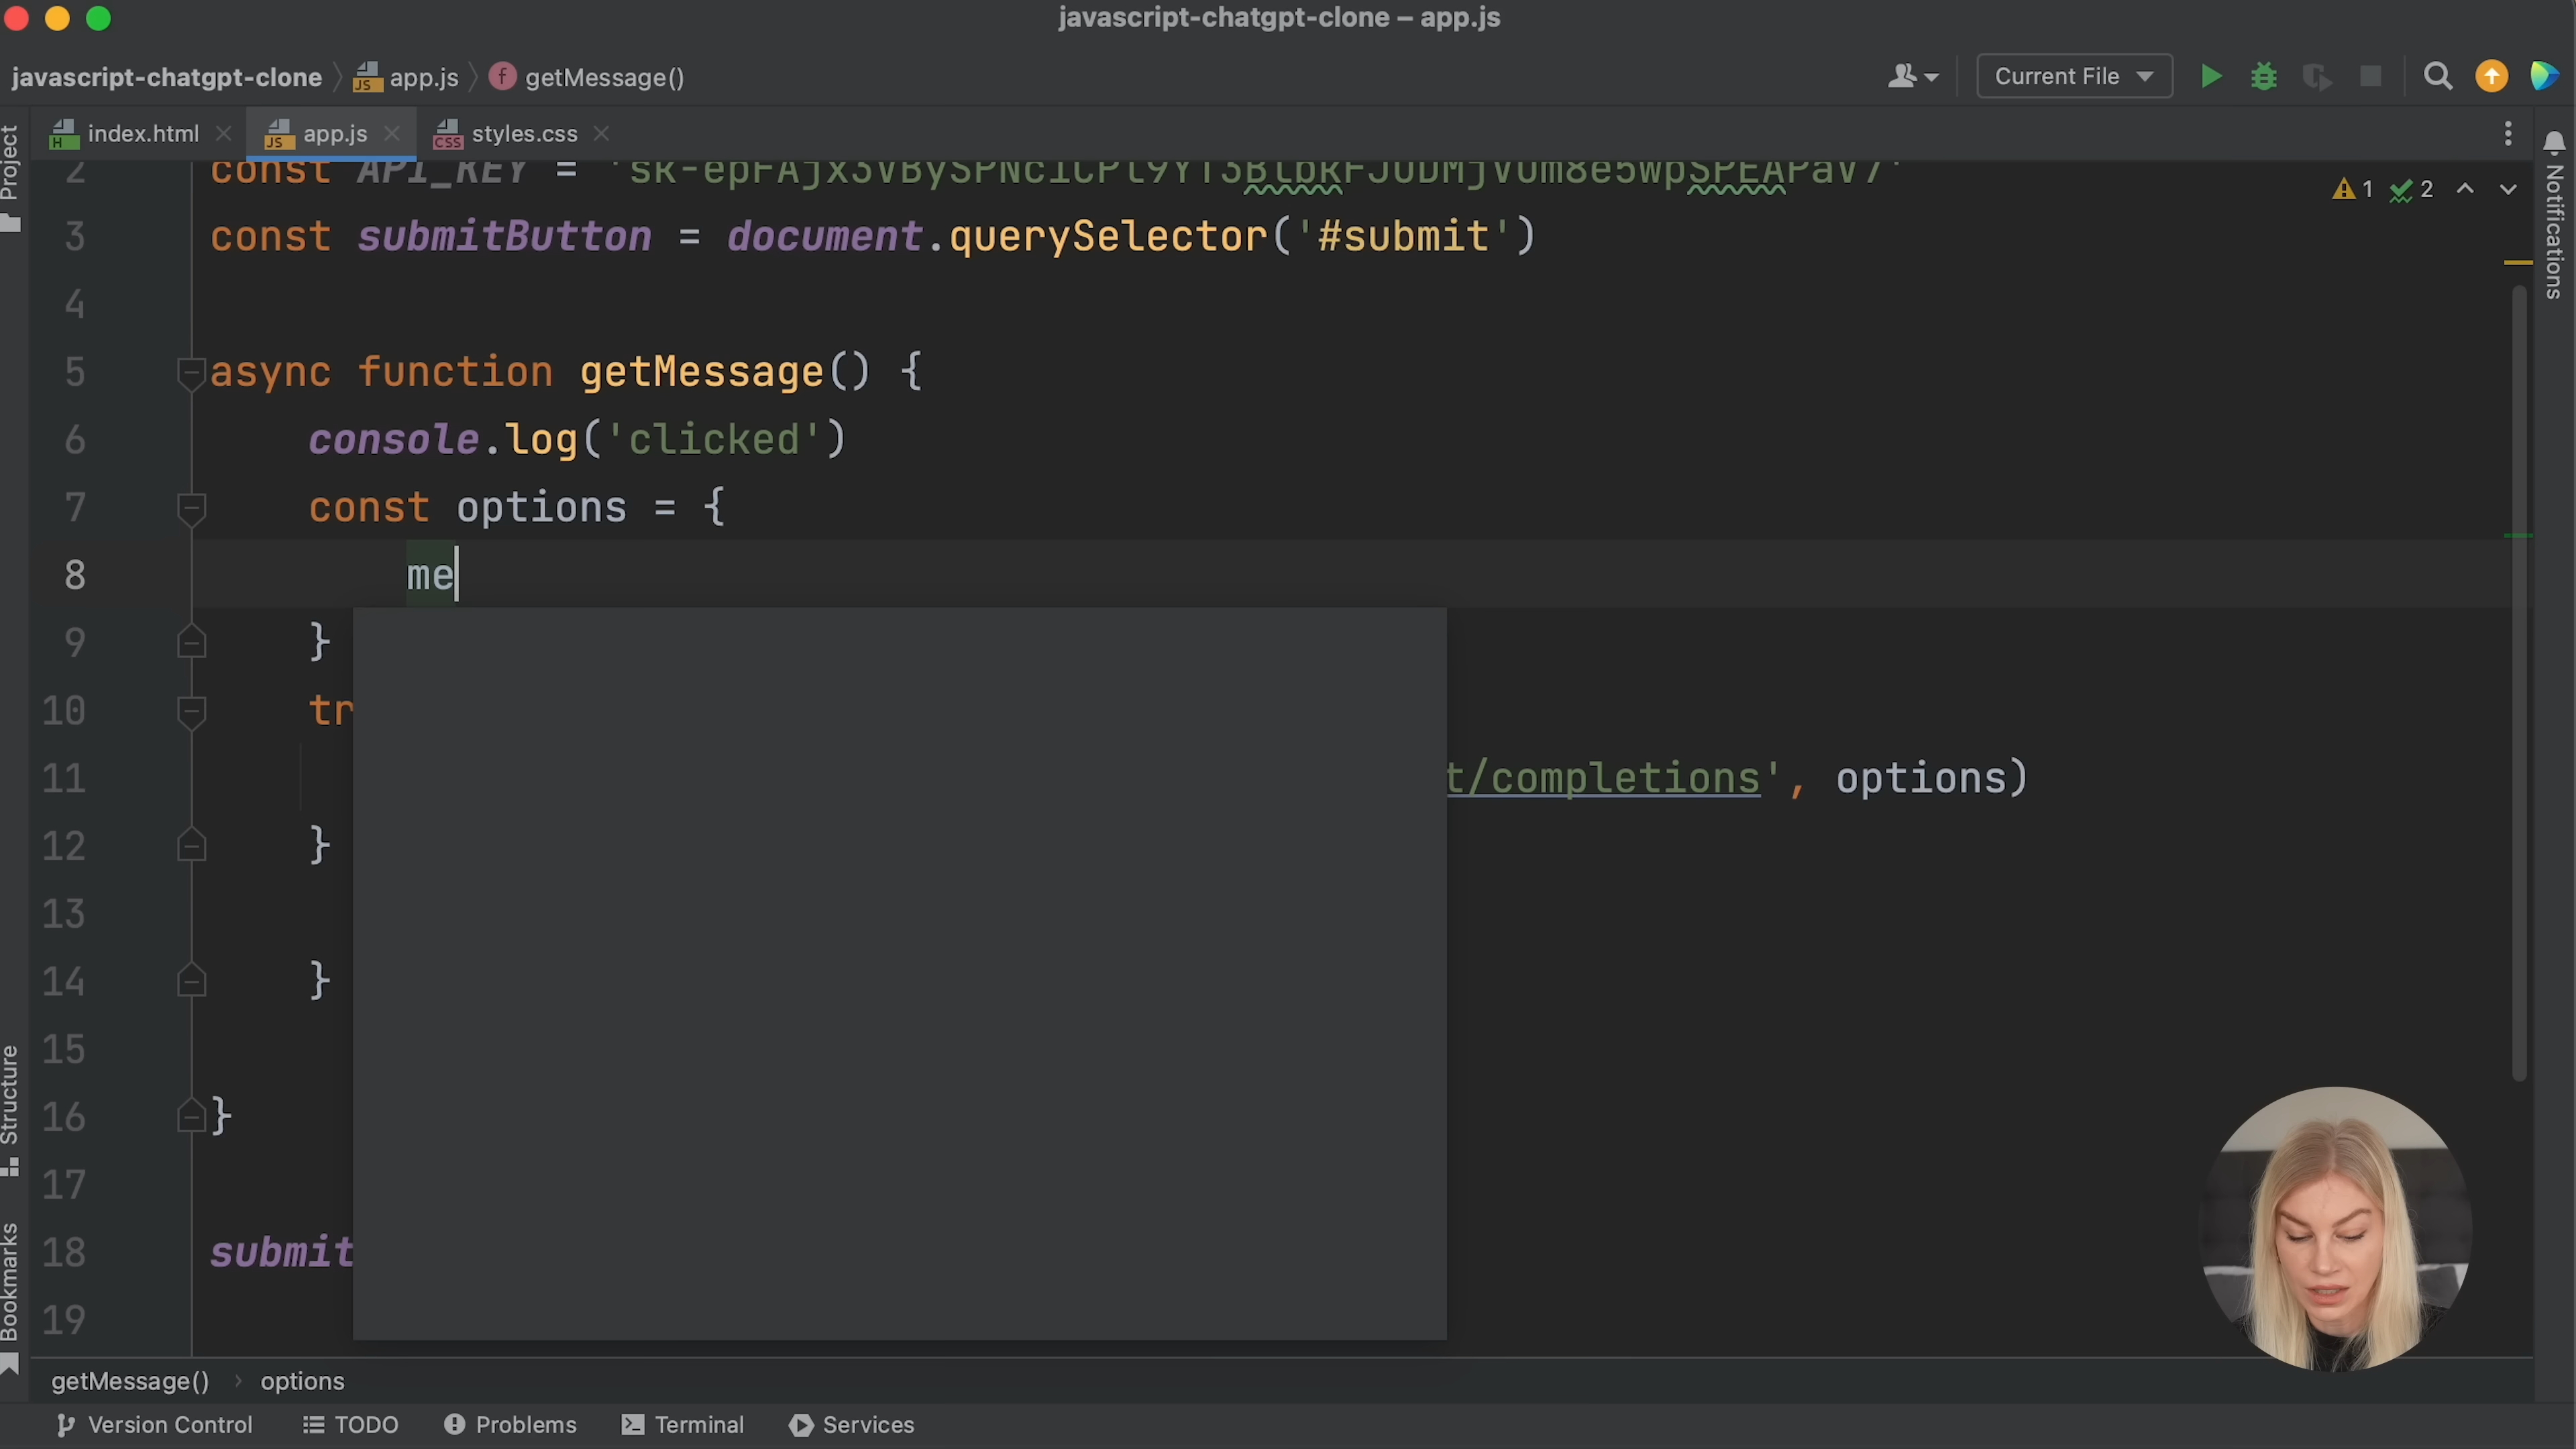 javascript-chatgpt-clone – app.js
javascript-chatgpt-clone app.js f getMessage()
Current File
index.html app.js styles.css
Project
Notifications
1 2
2 const API_KEY =
3 const submitButton = document.querySelector('#submit')
4
5 async function getMessage() {
6 console.log('clicked')
7 const options = {
8 me
9 }
10 tr
11 t/completions', options)
12 }
13
14 }
15
16 }
17
18 submit
19
Structure
Bookmarks
getMessage() options
Version Control TODO Problems Terminal Services